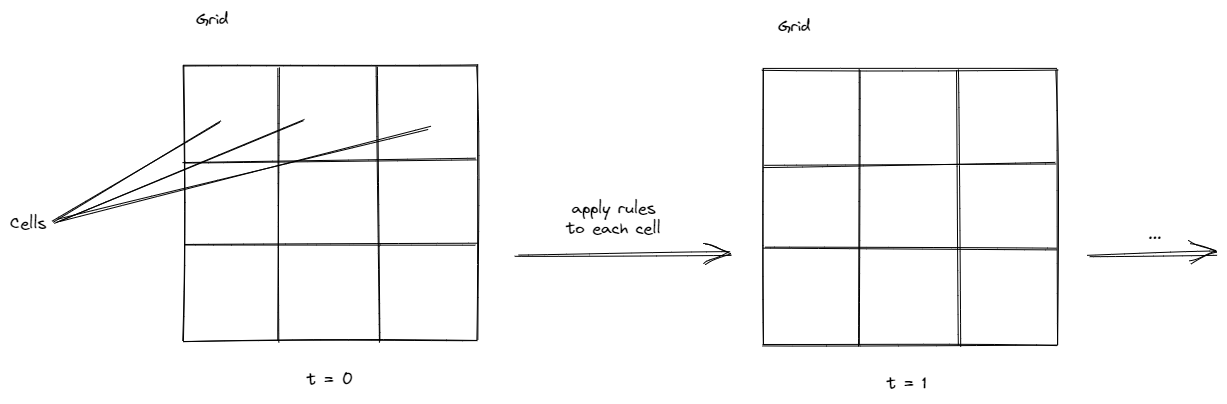 Grid
Grid
Cells
apply rules
to each cell
...
t = 0
t = 1